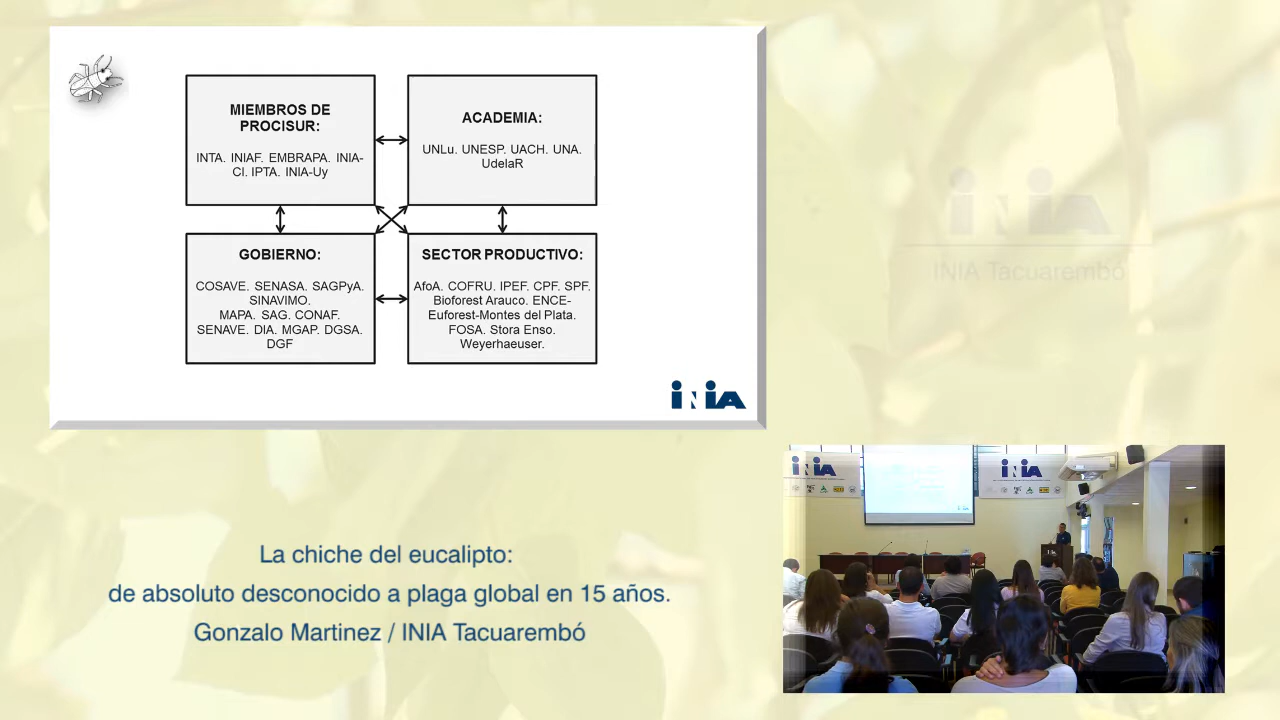 MIEMBROS DE
PROCISUR:
INTA. INIAF. EMBRAPA. INIA-
CI. IPTA. INIA-Uy
ACADEMIA:
UNLu. UNESP. UACH. UNA.
UdelaR
GOBIERNO:
COSAVE. SENASA. SAGPyA.
SINAVIMO.
MAPA. SAG. CONAF.
SENAVE. DIA. MGAP. DGSA.
DGF
SECTOR PRODUCTIVO:
AfoA. COFRU. IPEF. CPF. SPF.
Bioforest Arauco. ENCE-
Euforest-Montes del Plata.
FOSA. Stora Enso.
Weyerhaeuser.
iNiA
iNiA
INIA Tacuarembó
iNiA
iNiA
La chiche del eucalipto:
de absoluto desconocido a plaga global en 15 años.
Gonzalo Martinez / INIA Tacuarembó